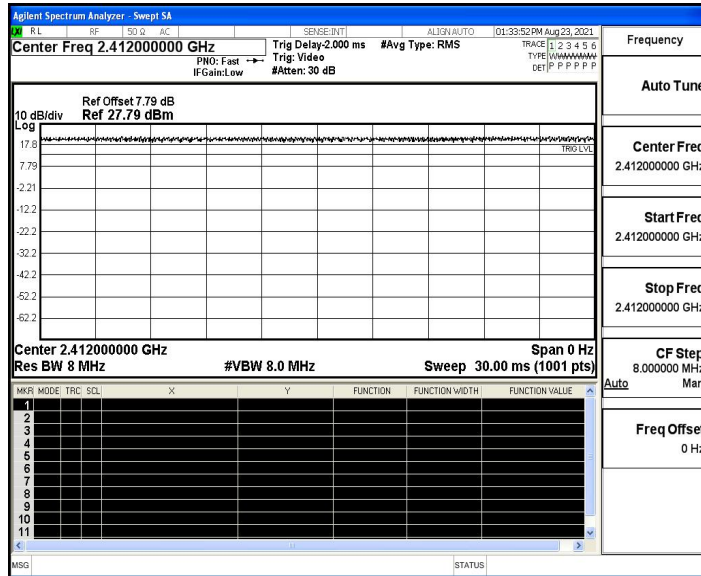 Agilent Spectrum Analyzer - Swept SA
RL RF 50 Ω AC SENSE:INT ALIGN AUTO 01:33:52 PM Aug 23, 2021
Center Freq 2.412000000 GHz
PNO: Fast
IFGain:Low
Trig Delay-2.000 ms
Trig: Video
#Atten: 30 dB
#Avg Type: RMS
TRACE 1 2 3 4 5 6
TYPE
DET P P P P P P
Ref Offset 7.79 dB
10 dB/div Ref 27.79 dBm
Log
17.8
TRIG LVL
7.79
-2.21
-12.2
-22.2
-32.2
-42.2
-52.2
-62.2
Center 2.412000000 GHz Span 0 Hz
Res BW 8 MHz #VBW 8.0 MHz Sweep 30.00 ms (1001 pts)
MKR MODE TRC SCL X Y FUNCTION FUNCTION WIDTH FUNCTION VALUE
1
2
3
4
5
6
7
8
9
10
11
MSG STATUS
Frequency
Auto Tune
Center Freq
2.412000000 GHz
Start Freq
2.412000000 GHz
Stop Freq
2.412000000 GHz
CF Step
8.000000 MHz
Auto Man
Freq Offset
0 Hz